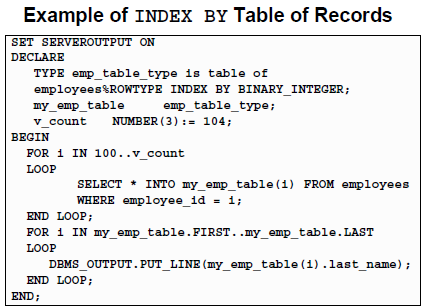 Example of INDEX BY Table of Records
SET SERVEROUTPUT ON
DECLARE
TYPE emp_table_type is table of
employees%ROWTYPE INDEX BY BINARY_INTEGER;
my_emp_table emp_table_type;
v_count NUMBER(3):= 104;
BEGIN
FOR i IN 100..v_count
LOOP
SELECT * INTO my_emp_table(i) FROM employees
WHERE employee_id = i;
END LOOP;
FOR i IN my_emp_table.FIRST..my_emp_table.LAST
LOOP
DBMS_OUTPUT.PUT_LINE(my_emp_table(i).last_name);
END LOOP;
END;